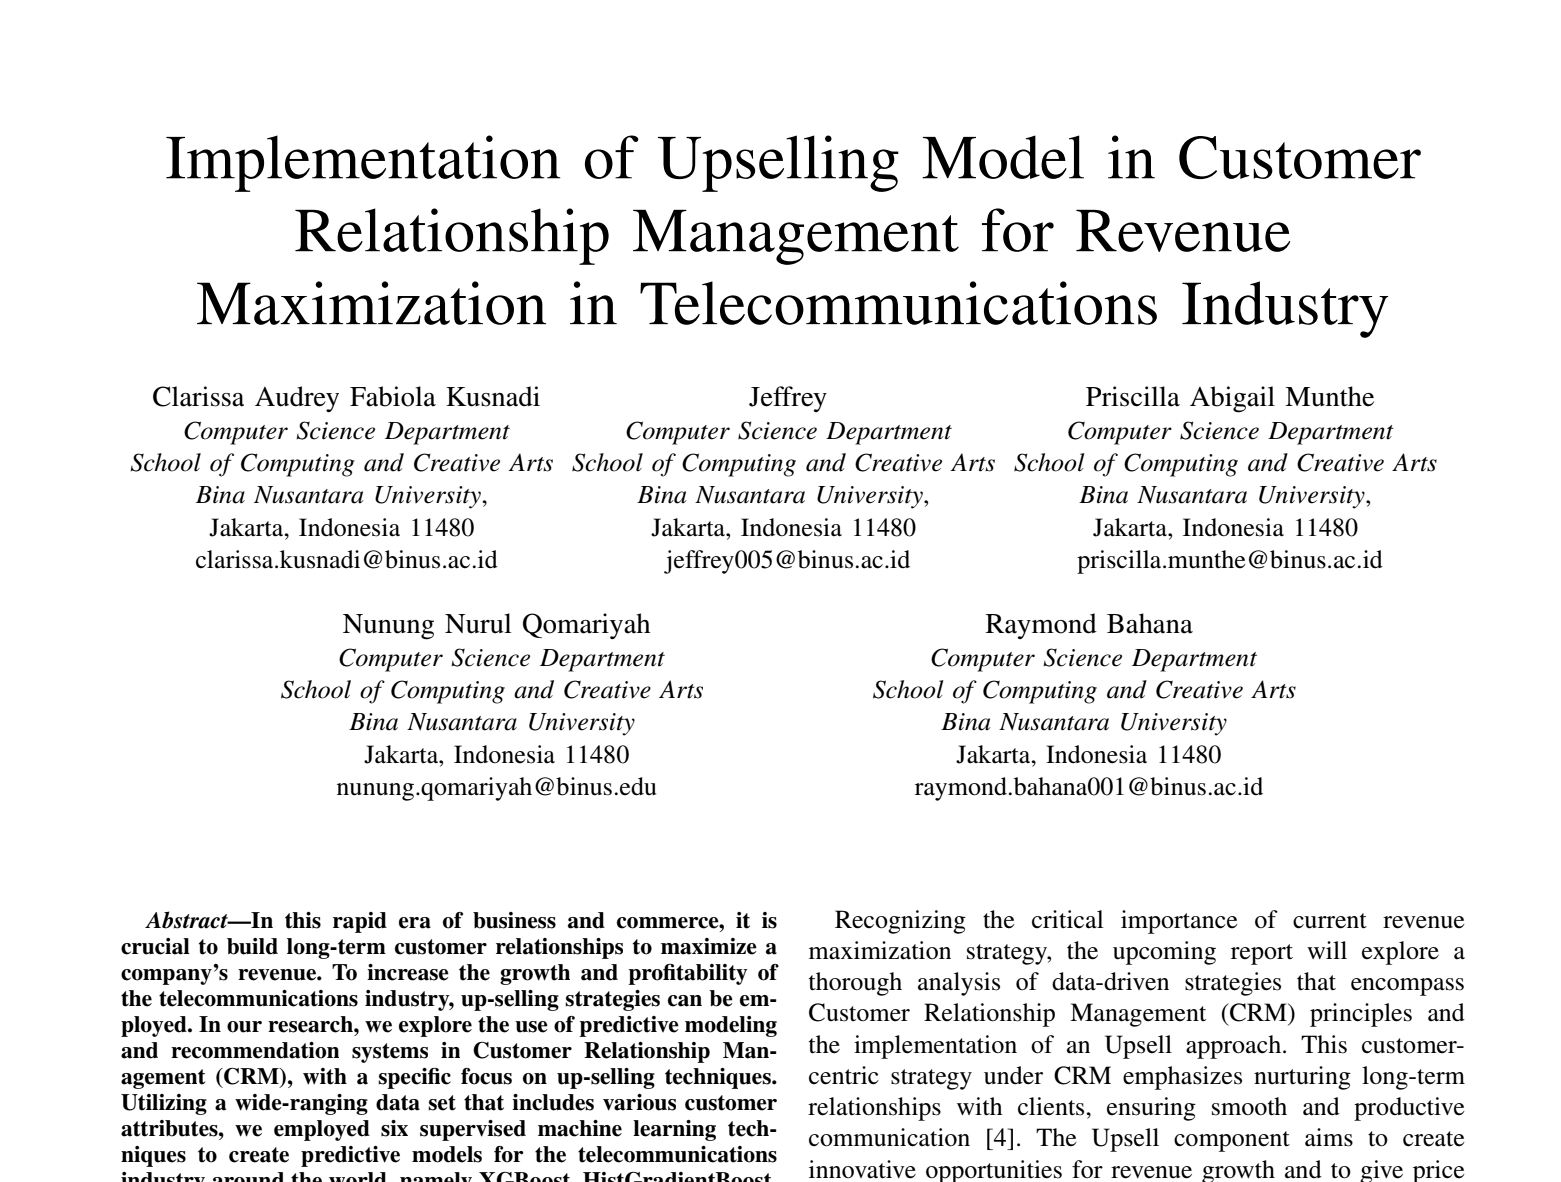 Implementation of Upselling Model in Customer
Relationship Management for Revenue
Maximization in Telecommunications Industry
Clarissa Audrey Fabiola Kusnadi
Computer Science Department
School of Computing and Creative Arts
Bina Nusantara University,
Jakarta, Indonesia 11480
clarissa.kusnadi@binus.ac.id
Jeffrey
Computer Science Department
School of Computing and Creative Arts
Bina Nusantara University,
Jakarta, Indonesia 11480
jeffrey005@binus.ac.id
Priscilla Abigail Munthe
Computer Science Department
School of Computing and Creative Arts
Bina Nusantara University,
Jakarta, Indonesia 11480
priscilla.munthe@binus.ac.id
Nunung Nurul Qomariyah
Computer Science Department
School of Computing and Creative Arts
Bina Nusantara University
Jakarta, Indonesia 11480
nunung.qomariyah@binus.edu
Raymond Bahana
Computer Science Department
School of Computing and Creative Arts
Bina Nusantara University
Jakarta, Indonesia 11480
raymond.bahana001@binus.ac.id
Abstract—In this rapid era of business and commerce, it is
crucial to build long-term customer relationships to maximize a
company's revenue. To increase the growth and profitability of
the telecommunications industry, up-selling strategies can be em-
ployed. In our research, we explore the use of predictive modeling
and recommendation systems in Customer Relationship Man-
agement (CRM), with a specific focus on up-selling techniques.
Utilizing a wide-ranging data set that includes various customer
attributes, we employed six supervised machine learning tech-
niques to create predictive models for the telecommunications
industry around the world, namely XGBoost, HistGradientBoost,
Recognizing the critical importance of current revenue
maximization strategy, the upcoming report will explore a
thorough analysis of data-driven strategies that encompass
Customer Relationship Management (CRM) principles and
the implementation of an Upsell approach. This customer-
centric strategy under CRM emphasizes nurturing long-term
relationships with clients, ensuring smooth and productive
communication [4]. The Upsell component aims to create
innovative opportunities for revenue growth and to give price